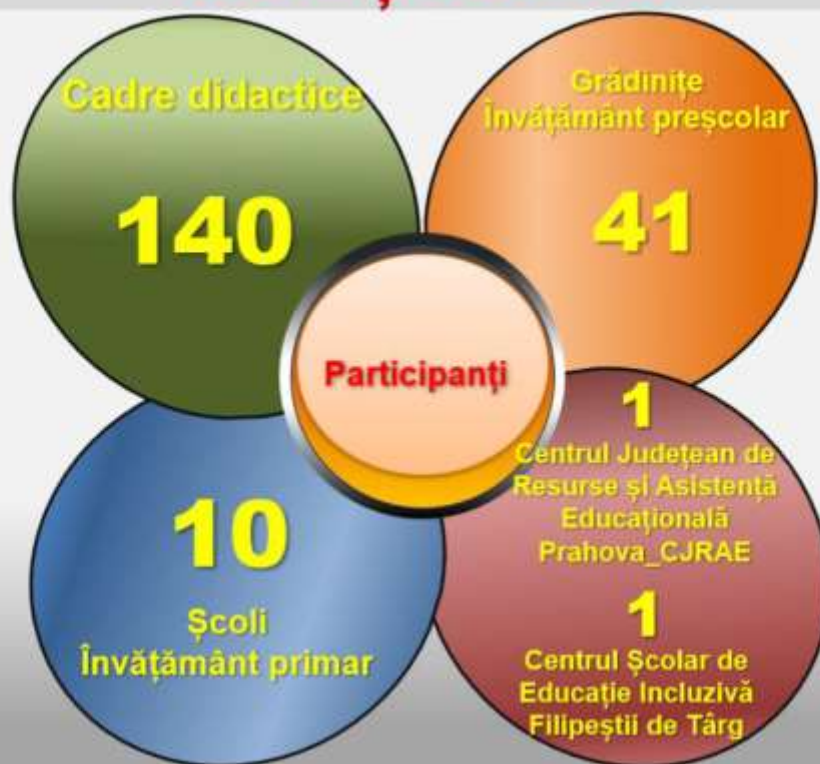 Cadre didactice
140
Grădinițe
Învățământ preșcolar
41
Participanți
10
Școli
Învățământ primar
1
Centrul Județean de
Resurse și Asistență
Educațională
Prahova_CJRAE
1
Centrul Școlar de
Educație Incluzivă
Filipeștii de Târg